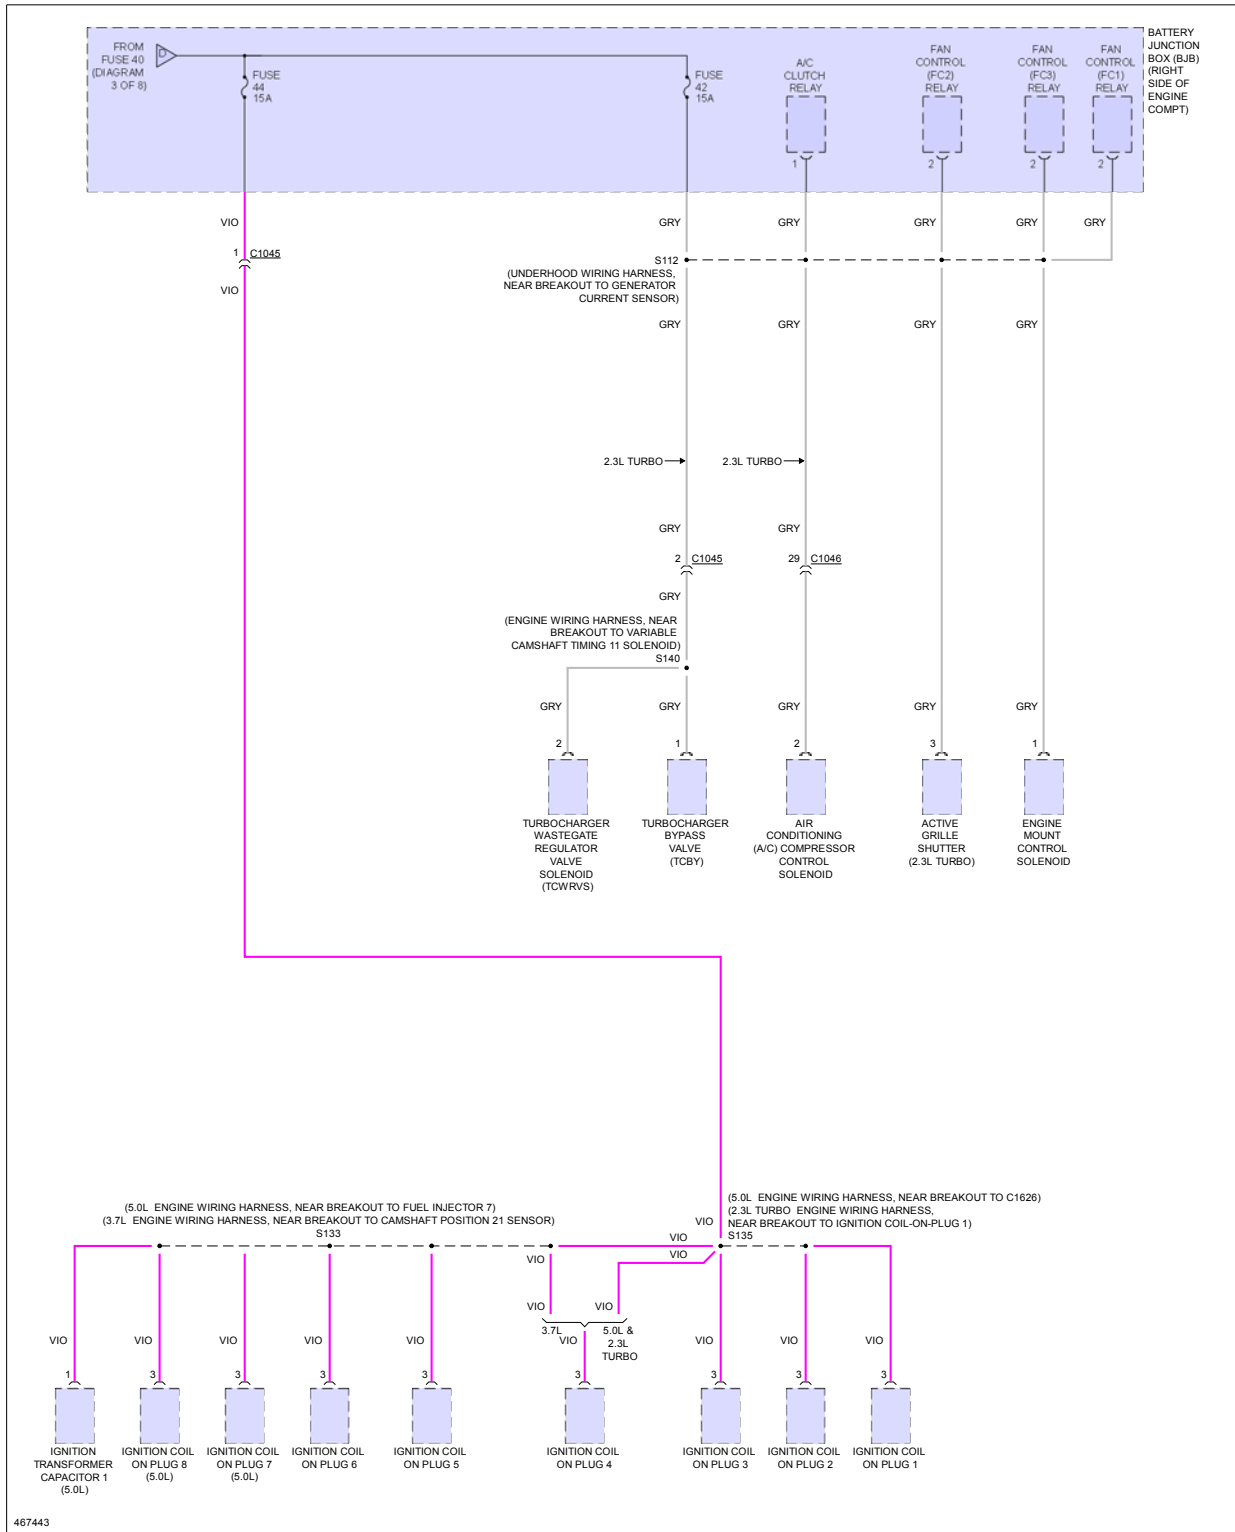 BATTERY
JUNCTION
BOX (BJB)
(RIGHT
SIDE OF
ENGINE
COMPT)
FROM
FUSE 40
(DIAGRAM
3 OF 8)
D
FUSE
44
15A
FUSE
42
15A
A/C
CLUTCH
RELAY
1
FAN
CONTROL
(FC2)
RELAY
2
FAN
CONTROL
(FC3)
RELAY
2
FAN
CONTROL
(FC1)
RELAY
2
VIO
GRY
GRY
GRY
GRY
GRY
1 C1045
VIO
S112
(UNDERHOOD WIRING HARNESS,
NEAR BREAKOUT TO GENERATOR
CURRENT SENSOR)
GRY
GRY
GRY
GRY
2.3L TURBO
2.3L TURBO
GRY
GRY
2 C1045
29 C1046
GRY
(ENGINE WIRING HARNESS, NEAR
BREAKOUT TO VARIABLE
CAMSHAFT TIMING 11 SOLENOID)
S140
GRY
GRY
GRY
GRY
GRY
2
1
2
3
1
TURBOCHARGER
WASTEGATE
REGULATOR
VALVE
SOLENOID
(TCWRVS)
TURBOCHARGER
BYPASS
VALVE
(TCBY)
AIR
CONDITIONING
(A/C) COMPRESSOR
CONTROL
SOLENOID
ACTIVE
GRILLE
SHUTTER
(2.3L TURBO)
ENGINE
MOUNT
CONTROL
SOLENOID
(5.0L ENGINE WIRING HARNESS, NEAR BREAKOUT TO FUEL INJECTOR 7)
(3.7L ENGINE WIRING HARNESS, NEAR BREAKOUT TO CAMSHAFT POSITION 21 SENSOR)
S133
(5.0L ENGINE WIRING HARNESS, NEAR BREAKOUT TO C1626)
(2.3L TURBO ENGINE WIRING HARNESS,
NEAR BREAKOUT TO IGNITION COIL-ON-PLUG 1)
S135
VIO
VIO
VIO
VIO
VIO
VIO
3.7L
5.0L &
2.3L
TURBO
VIO
VIO
VIO
VIO
VIO
VIO
VIO
VIO
VIO
1
3
3
3
3
3
3
3
3
IGNITION
TRANSFORMER
CAPACITOR 1
(5.0L)
IGNITION COIL
ON PLUG 8
(5.0L)
IGNITION COIL
ON PLUG 7
(5.0L)
IGNITION COIL
ON PLUG 6
IGNITION COIL
ON PLUG 5
IGNITION COIL
ON PLUG 4
IGNITION COIL
ON PLUG 3
IGNITION COIL
ON PLUG 2
IGNITION COIL
ON PLUG 1
467443